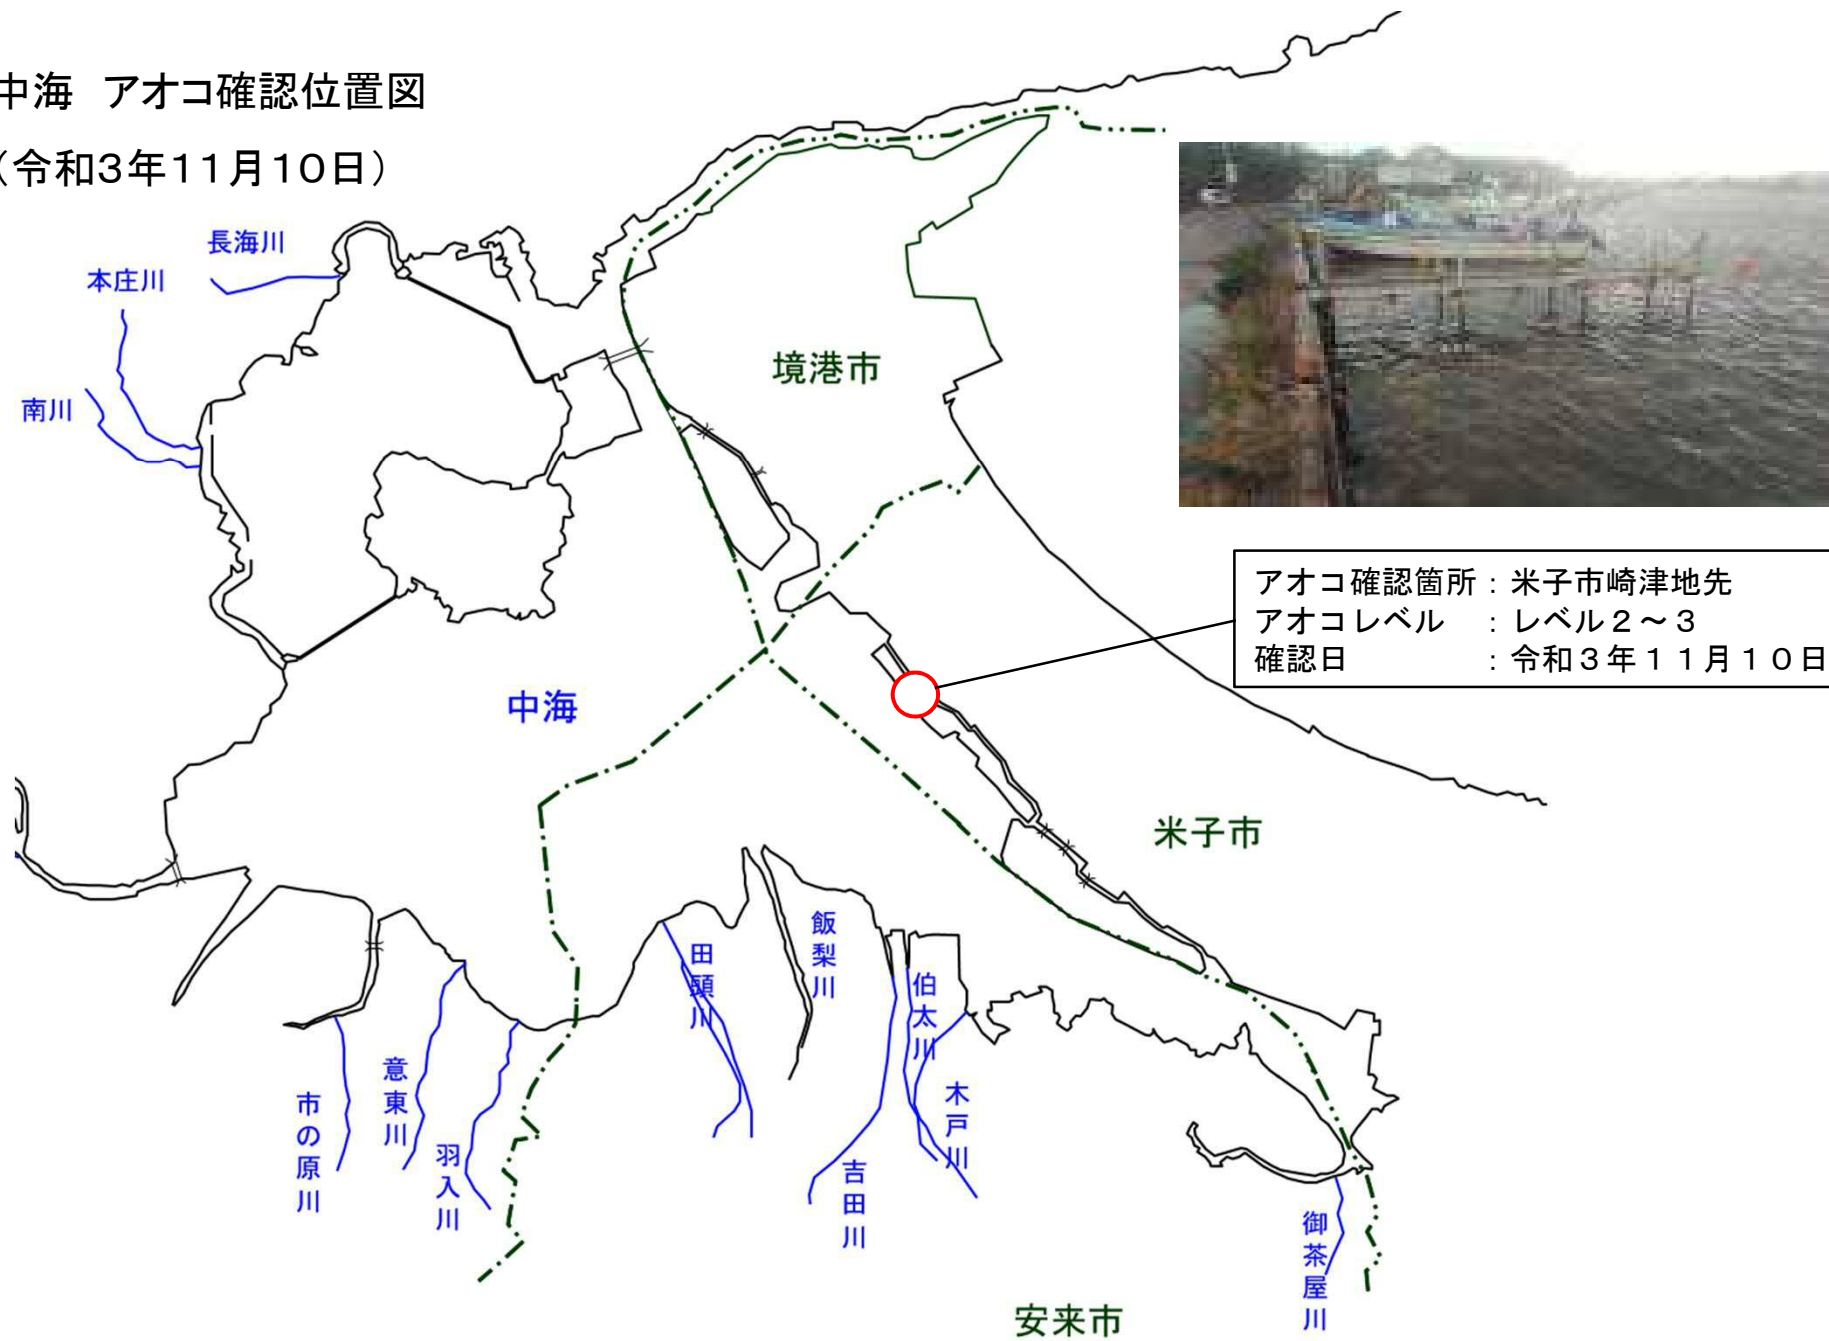 中海 アオコ確認位置図
（令和3年11月10日）
長海川
本庄川
南川
境港市
アオコ確認箇所：米子市崎津地先
アオコレベル ：レベル２～３
確認日 ：令和３年１１月１０日
中海
米子市
飯梨川
田頭川
伯太川
意東川
木戸川
市の原川
羽入川
吉田川
御茶屋川
安来市